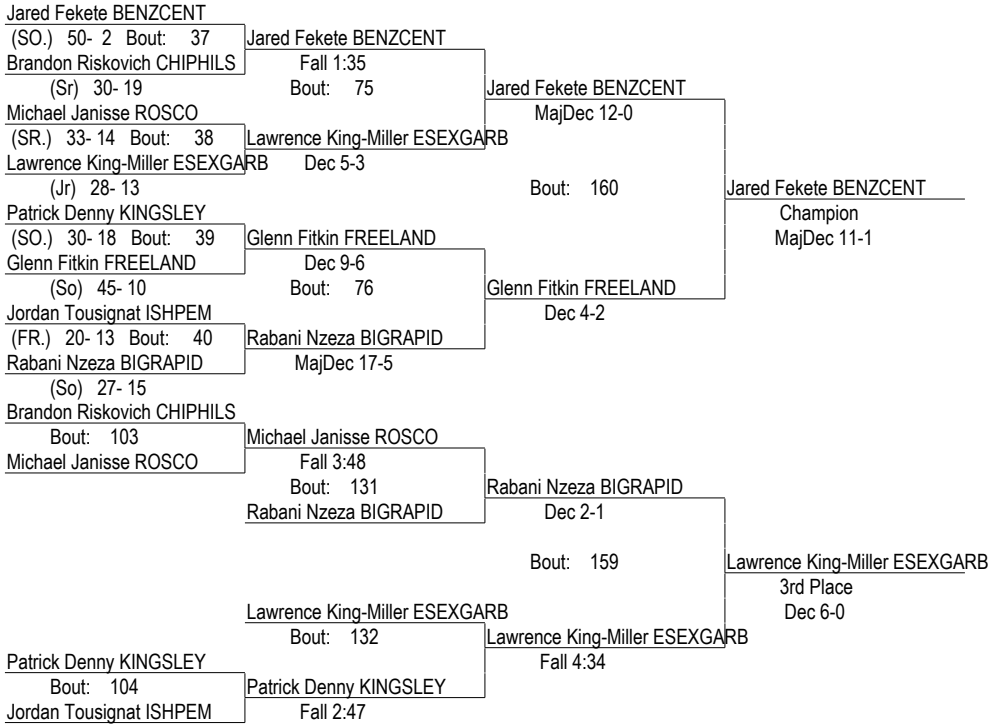 Jared Fekete BENZCENT
(SO.) 50- 2 Bout: 37 Jared Fekete BENZCENT
Brandon Riskovich CHIPHILS Fall 1:35
(Sr) 30- 19 Bout: 75 Jared Fekete BENZCENT
Michael Janisse ROSCO MajDec 12-0
(SR.) 33- 14 Bout: 38 Lawrence King-Miller ESEXGARB
Lawrence King-Miller ESEXGARB Dec 5-3
(Jr) 28- 13 Bout: 160 Jared Fekete BENZCENT
Patrick Denny KINGSLEY Champion
(SO.) 30- 18 Bout: 39 Glenn Fitkin FREELAND MajDec 11-1
Glenn Fitkin FREELAND Dec 9-6
(So) 45- 10 Bout: 76 Glenn Fitkin FREELAND
Jordan Tousignat ISHPEM Dec 4-2
(FR.) 20- 13 Bout: 40 Rabani Nzeza BIGRAPID
Rabani Nzeza BIGRAPID MajDec 17-5
(So) 27- 15
Brandon Riskovich CHIPHILS
Bout: 103 Michael Janisse ROSCO
Michael Janisse ROSCO Fall 3:48
Bout: 131 Rabani Nzeza BIGRAPID
Rabani Nzeza BIGRAPID Dec 2-1
Bout: 159 Lawrence King-Miller ESEXGARB
3rd Place
Lawrence King-Miller ESEXGARB Dec 6-0
Bout: 132 Lawrence King-Miller ESEXGARB
Patrick Denny KINGSLEY Fall 4:34
Bout: 104 Patrick Denny KINGSLEY
Jordan Tousignat ISHPEM Fall 2:47